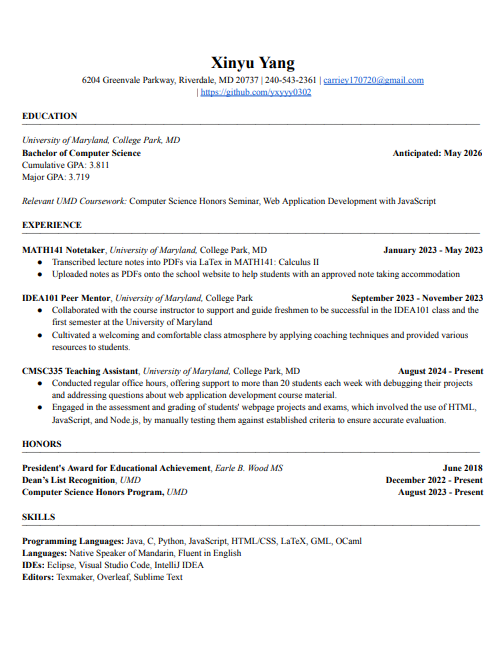 Xinyu Yang
6204 Greenvale Parkway, Riverdale, MD 20737 | 240-543-2361 | carriey170720@gmail.com
| https://github.com/yxyyy0302
EDUCATION
University of Maryland, College Park, MD
Bachelor of Computer Science Anticipated: May 2026
Cumulative GPA: 3.811
Major GPA: 3.719
Relevant UMD Coursework: Computer Science Honors Seminar, Web Application Development with JavaScript
EXPERIENCE
MATH141 Notetaker, University of Maryland, College Park, MD January 2023 - May 2023
● Transcribed lecture notes into PDFs via LaTex in MATH141: Calculus II
● Uploaded notes as PDFs onto the school website to help students with an approved note taking accommodation
IDEA101 Peer Mentor, University of Maryland, College Park September 2023 - November 2023
● Collaborated with the course instructor to support and guide freshmen to be successful in the IDEA101 class and the
first semester at the University of Maryland
● Cultivated a welcoming and comfortable class atmosphere by applying coaching techniques and provided various
resources to students.
CMSC335 Teaching Assistant, University of Maryland, College Park, MD August 2024 - Present
● Conducted regular office hours, offering support to more than 20 students each week with debugging their projects
and addressing questions about web application development course material.
● Engaged in the assessment and grading of students' webpage projects and exams, which involved the use of HTML,
JavaScript, and Node.js, by manually testing them against established criteria to ensure accurate evaluation.
HONORS
President's Award for Educational Achievement, Earle B. Wood MS June 2018
Dean's List Recognition, UMD December 2022 - Present
Computer Science Honors Program, UMD August 2023 - Present
SKILLS
Programming Languages: Java, C, Python, JavaScript, HTML/CSS, LaTeX, GML, OCaml
Languages: Native Speaker of Mandarin, Fluent in English
IDEs: Eclipse, Visual Studio Code, IntelliJ IDEA
Editors: Texmaker, Overleaf, Sublime Text